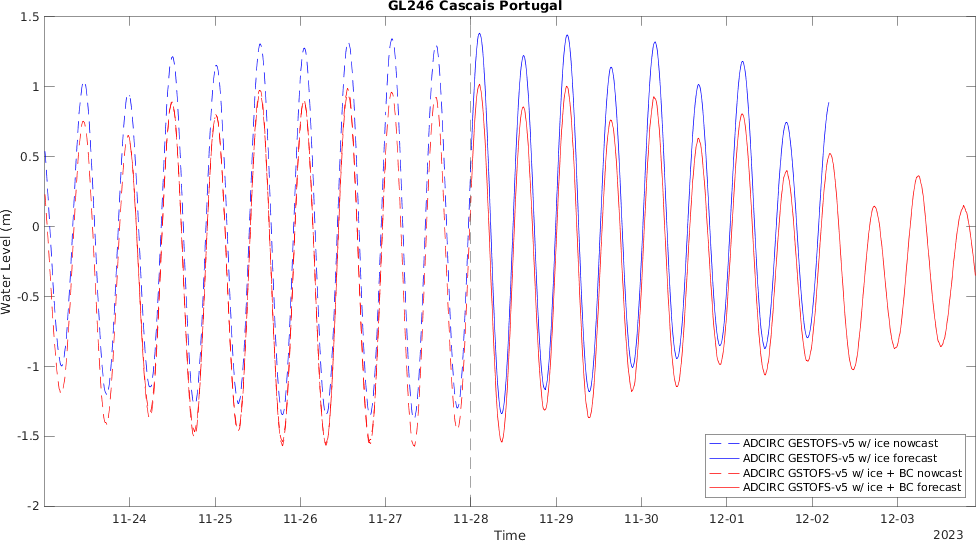 GL246 Cascais Portugal
1.5
1
0.5
0
-0.5
-1
-1.5
-2
Water Level (m)
ADCIRC GESTOFS-v5 w/ ice nowcast
ADCIRC GESTOFS-v5 w/ ice forecast
ADCIRC GSTOFS-v5 w/ ice + BC nowcast
ADCIRC GSTOFS-v5 w/ ice + BC forecast
11-24 11-25 11-26 11-27 11-28 11-29 11-30 12-01 12-02 12-03
Time
2023